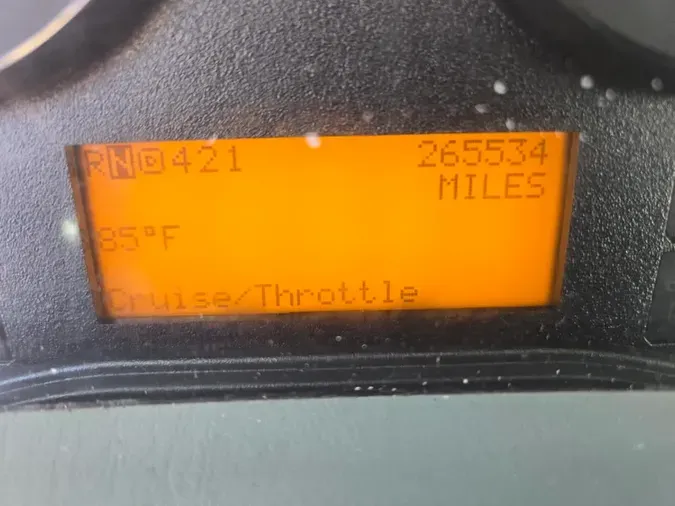 RNⒹ421 265534
MILES
85°F
Cruise/Throttle